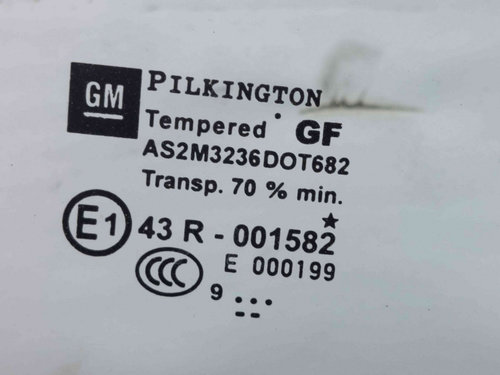 GM PILKINGTON
Tempered GF
AS2M3236DOT682
Transp. 70 % min.
E1 43 R - 001582
CCC E 000199
9